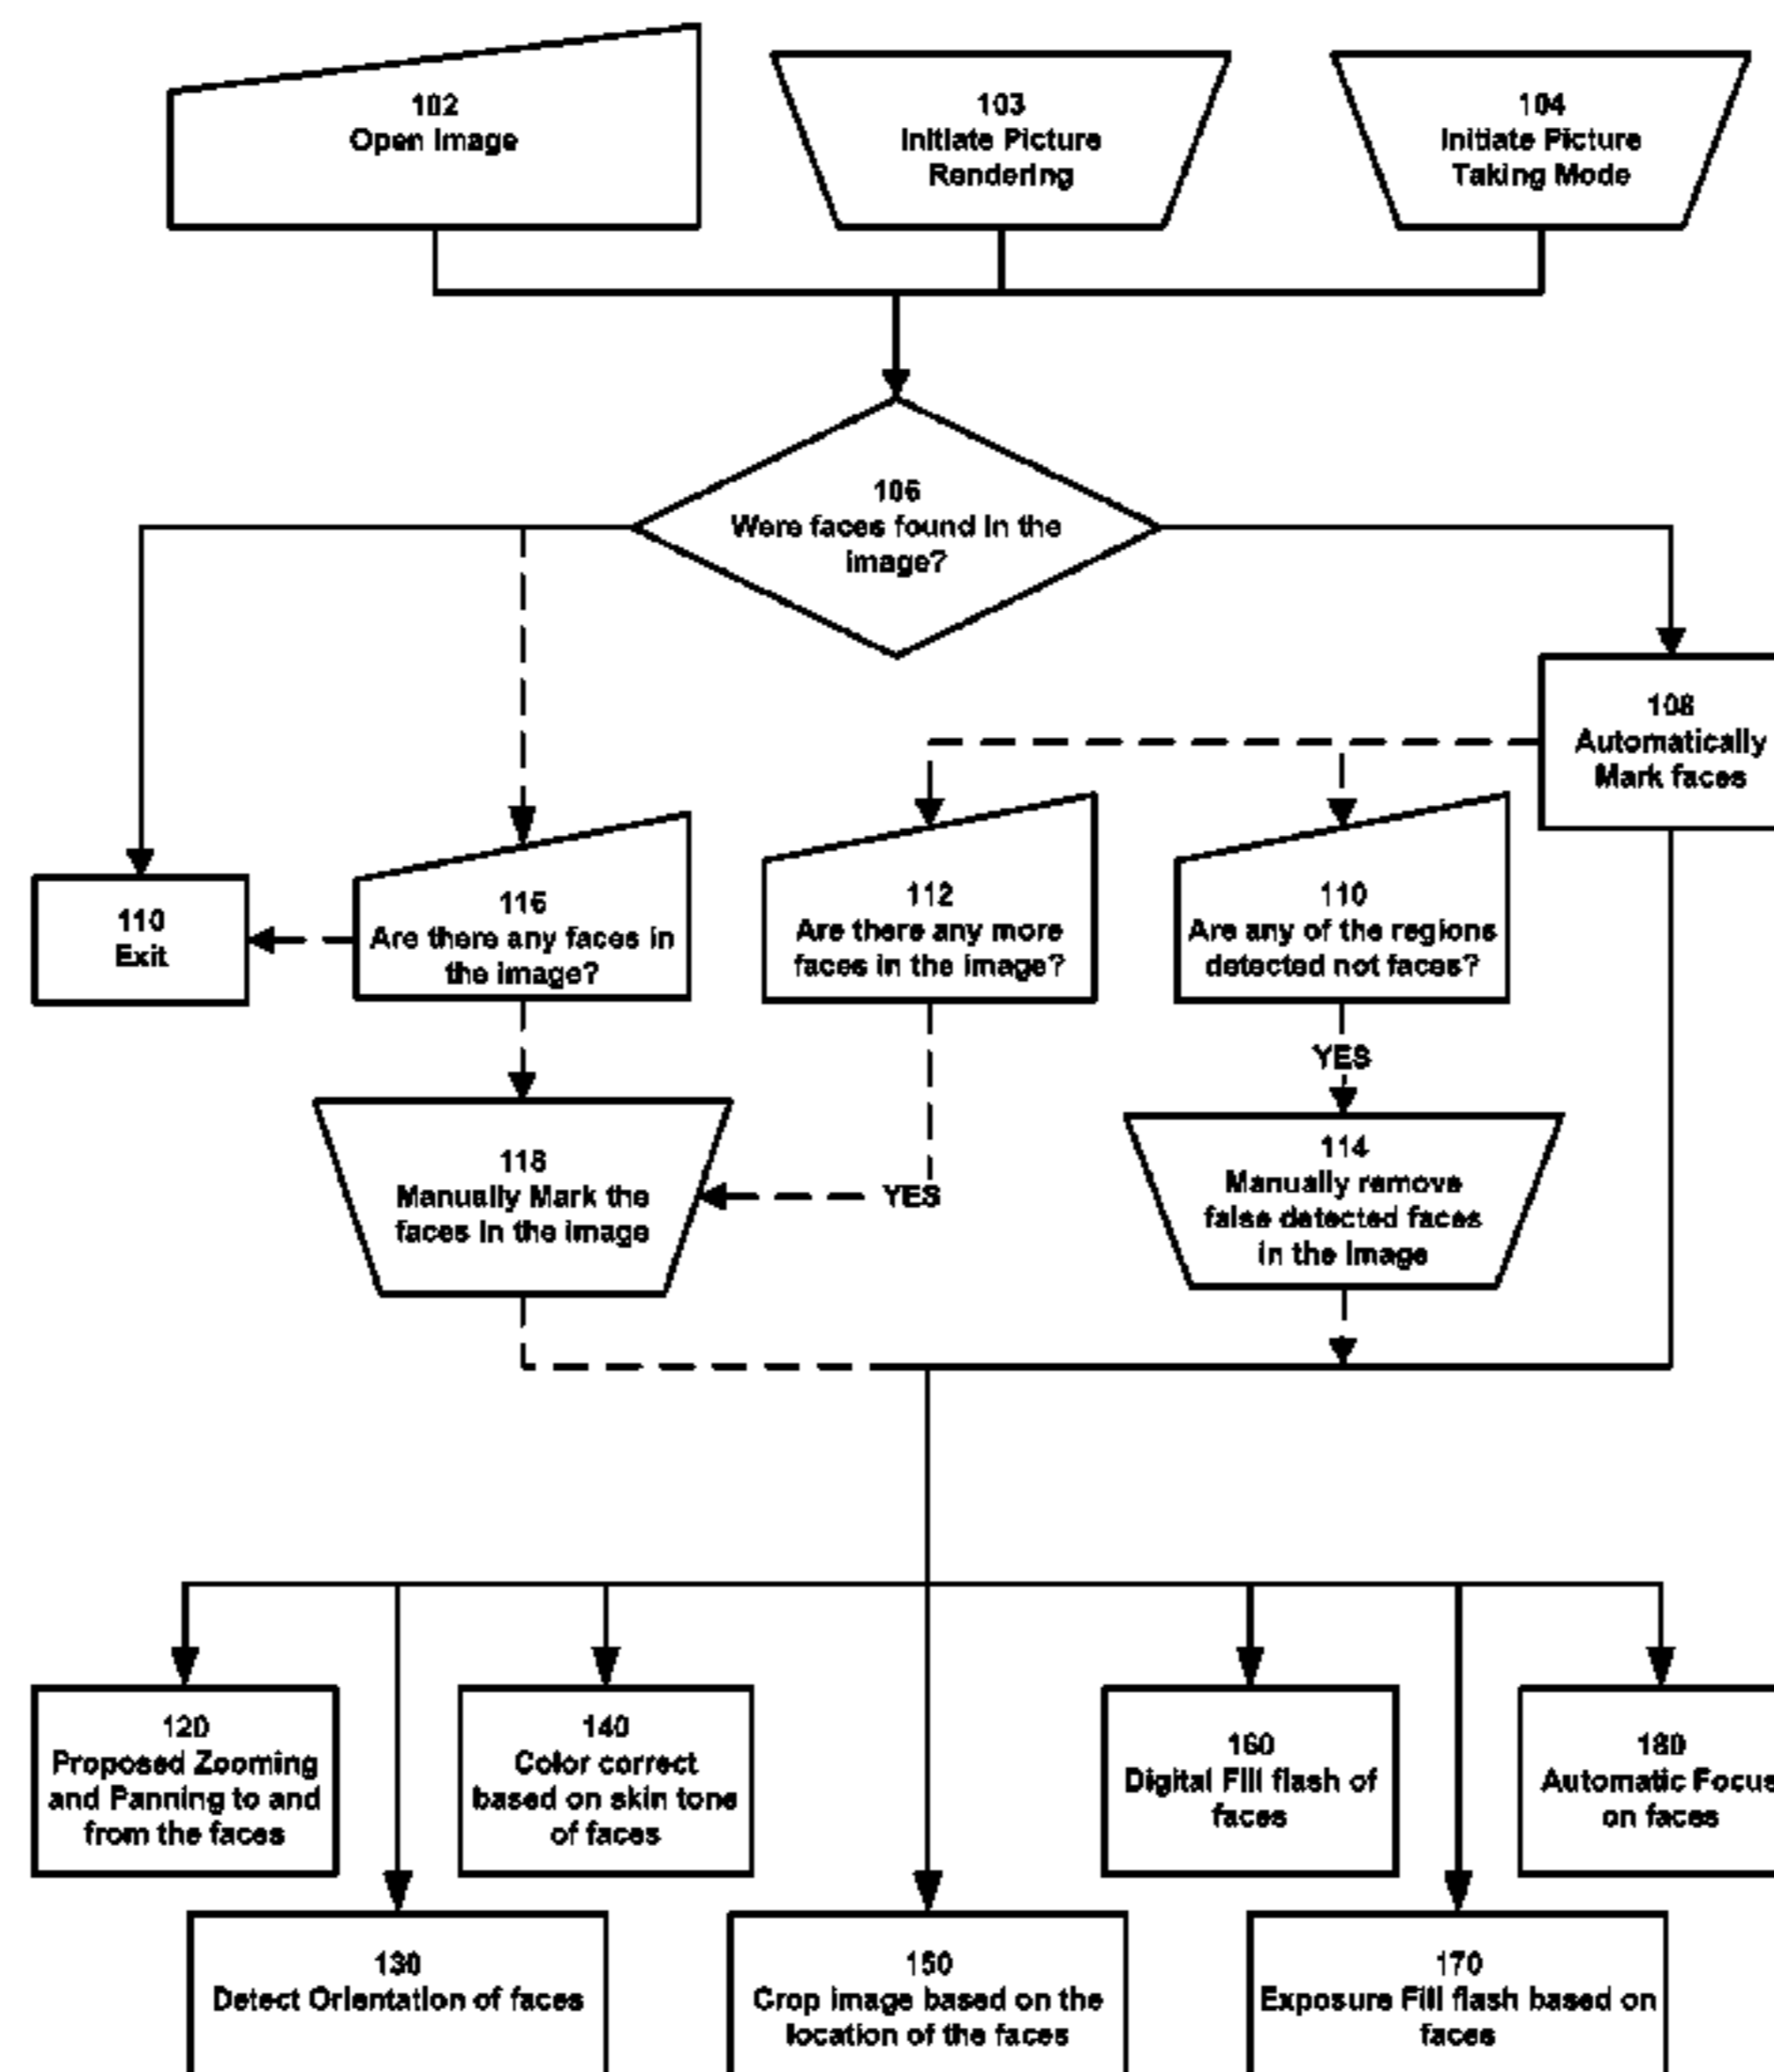 102
Open Image
103
Initiate Picture
Rendering
104
Initiate Picture
Taking Mode
106
Were faces found in the
image?
108
Automatically
Mark faces
110
Exit
116
Are there any faces in
the image?
112
Are there any more
faces in the image?
110
Are any of the regions
detected not faces?
YES
118
Manually Mark the
faces in the image
YES
114
Manually remove
false detected faces
in the image
120
Proposed Zooming
and Panning to and
from the faces
140
Color correct
based on skin tone
of faces
160
Digital Fill flash of
faces
180
Automatic Focus
on faces
130
Detect Orientation of faces
150
Crop image based on the
location of the faces
170
Exposure Fill flash based on
faces